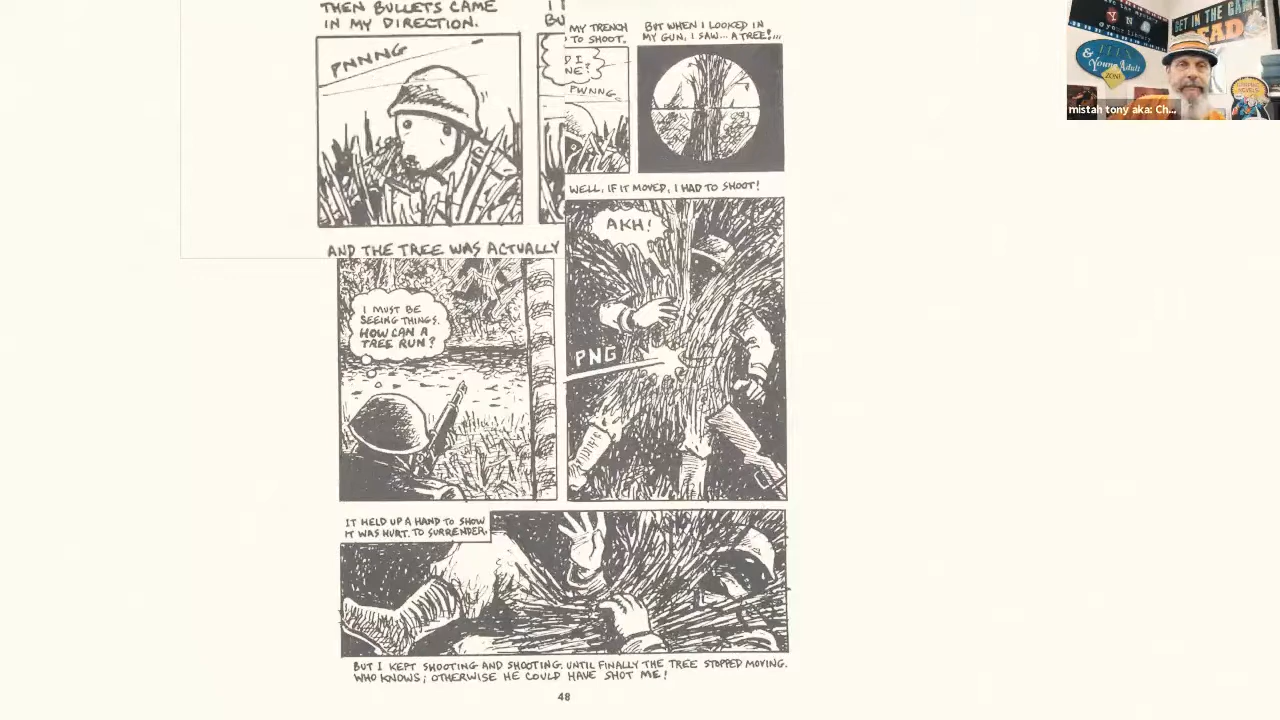 THEN BULLETS CAME
IN MY DIRECTION.
PNNNG
MY TRENCH
TO SHOOT.
PWNNG
BUT WHEN I LOOKED IN
MY GUN, I SAW... A TREE!...
WELL, IF IT MOVED, I HAD TO SHOOT!
AND THE TREE WAS ACTUALLY
I MUST BE
SEEING THINGS.
HOW CAN A
TREE RUN?
AKH!
PNG
IT HELD UP A HAND TO SHOW
IT WAS HURT. TO SURRENDER.
BUT I KEPT SHOOTING AND SHOOTING. UNTIL FINALLY THE TREE STOPPED MOVING.
WHO KNOWS; OTHERWISE HE COULD HAVE SHOT ME!
48
GET IN THE GAME
READ
& Young Adult
ZONE
mistah tony aka: Ch...